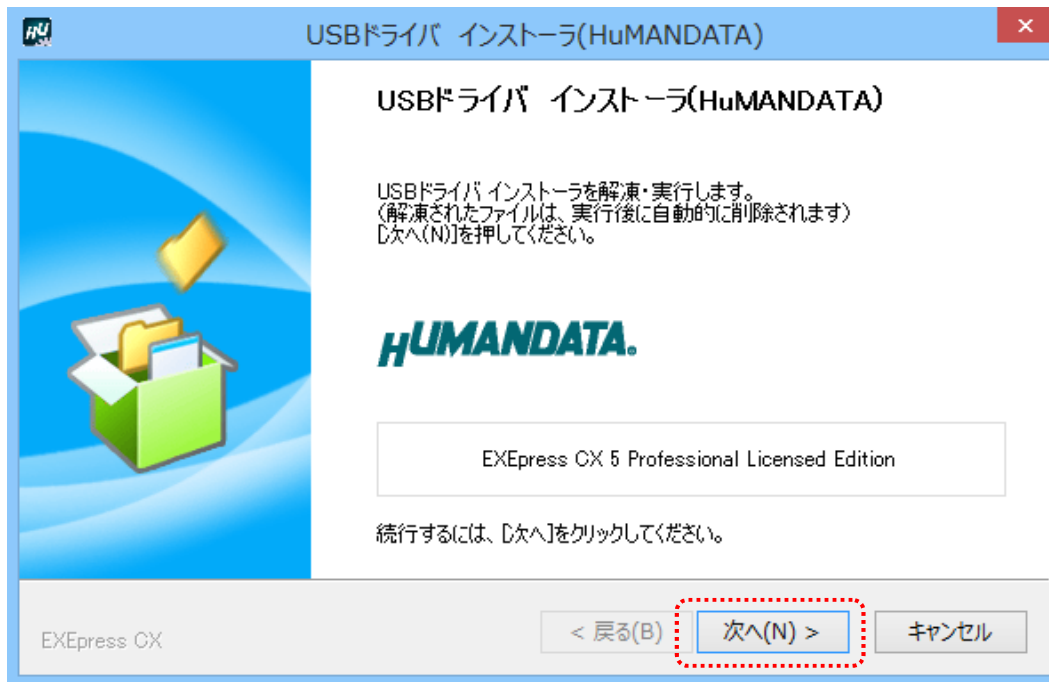 USBドライバ インストーラ(HuMANDATA)
USBドライバ インストーラ(HuMANDATA)
USBドライバ インストーラを解凍・実行します。
(解凍されたファイルは、実行後に自動的に削除されます)
[次へ(N)]を押してください。
HUMANDATA.
EXEpress CX 5 Professional Licensed Edition
続行するには、[次へ]をクリックしてください。
EXEpress CX
< 戻る(B)
次へ(N) >
キャンセル